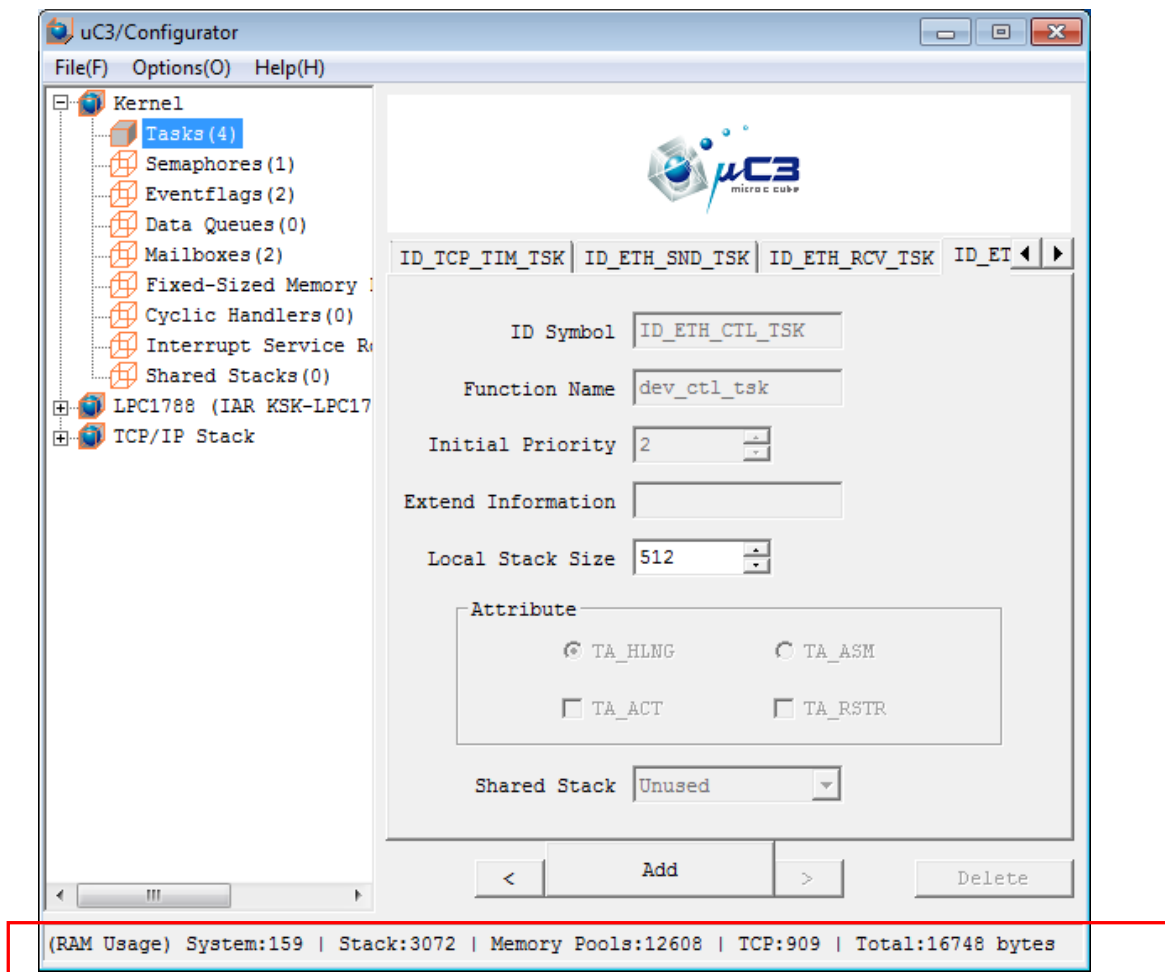 uC3/Configurator
File(F) Options(O) Help(H)
Kernel
Tasks(4)
Semaphores(1)
Eventflags(2)
Data Queues(0)
Mailboxes(2)
Fixed-Sized Memory
Cyclic Handlers(0)
Interrupt Service
Shared Stacks(0)
LPC1788 (IAR KSK-LPC17
TCP/IP Stack
μC3
micro c cube
ID_TCP_TIM_TSK ID_ETH_SND_TSK ID_ETH_RCV_TSK ID_ET
ID Symbol ID_ETH_CTL_TSK
Function Name dev_ctl_tsk
Initial Priority 2
Extend Information
Local Stack Size 512
Attribute
TA_HLNG TA_ASM
TA_ACT TA_RSTR
Shared Stack Unused
< Add > Delete
(RAM Usage) System:159 | Stack:3072 | Memory Pools:12608 | TCP:909 | Total:16748 bytes